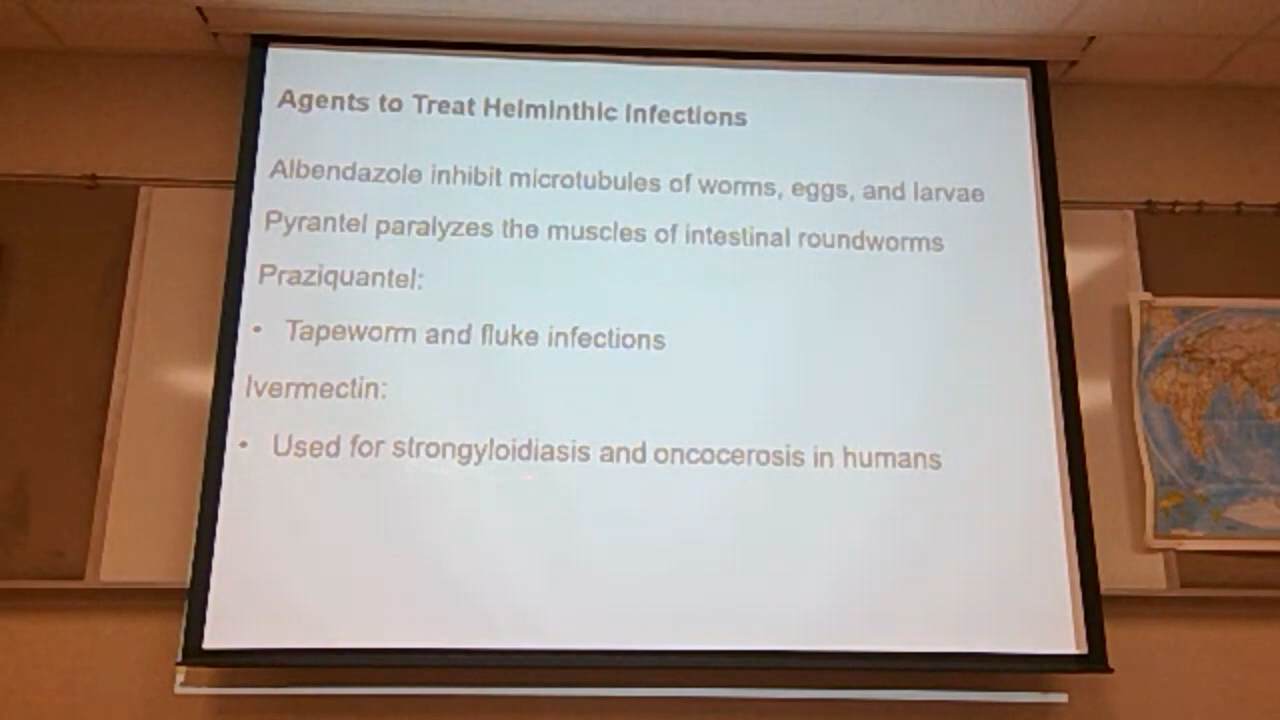 Agents to Treat Helminthic Infections
Albendazole inhibit microtubules of worms, eggs, and larvae
Pyrantel paralyzes the muscles of intestinal roundworms
Praziquantel:
• Tapeworm and fluke infections
Ivermectin:
• Used for strongyloidiasis and oncocerosis in humans